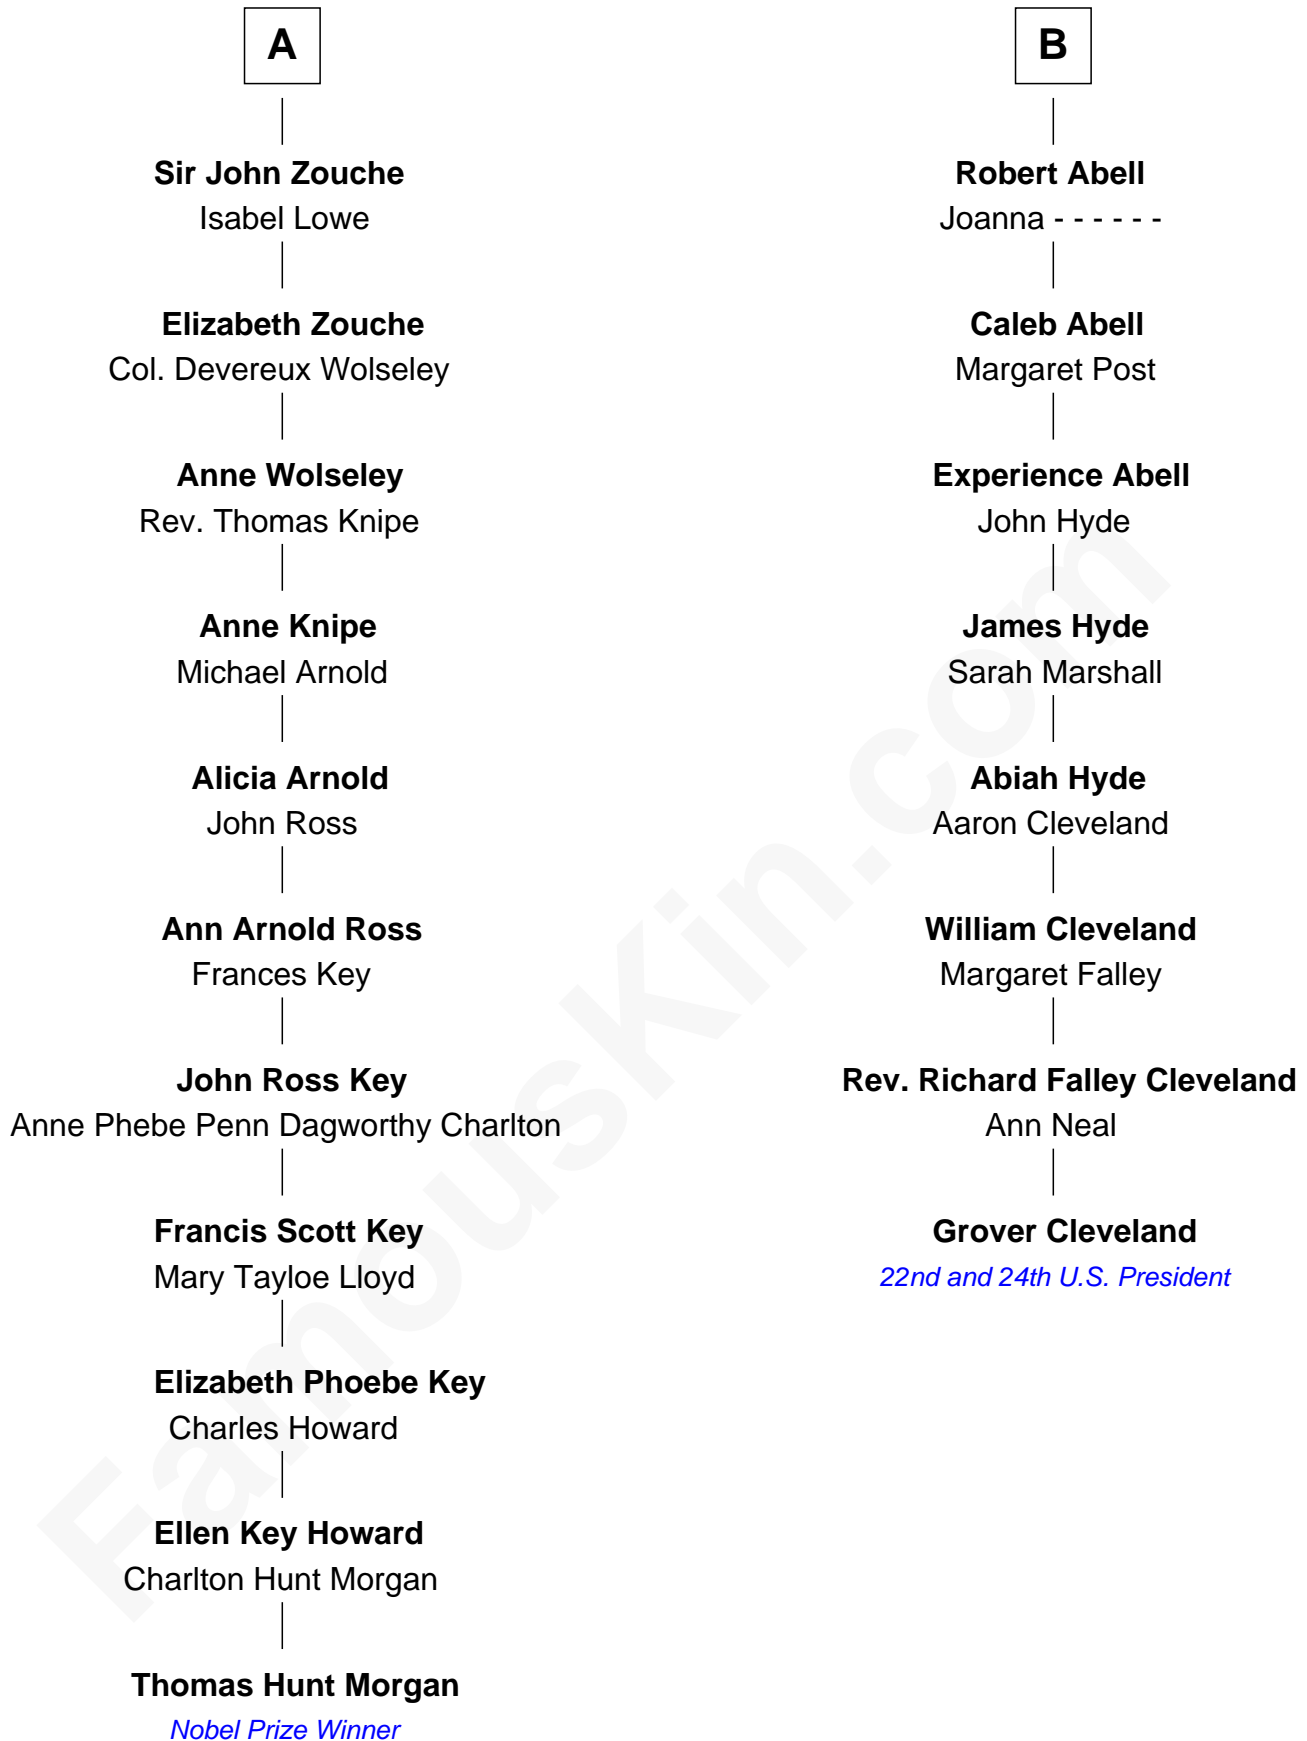 A
Sir John Zouche
Isabel Lowe
Elizabeth Zouche
Col. Devereux Wolseley
Anne Wolseley
Rev. Thomas Knipe
Anne Knipe
Michael Arnold
Alicia Arnold
John Ross
Ann Arnold Ross
Frances Key
John Ross Key
Anne Phebe Penn Dagworthy Charlton
Francis Scott Key
Mary Tayloe Lloyd
Elizabeth Phoebe Key
Charles Howard
Ellen Key Howard
Charlton Hunt Morgan
Thomas Hunt Morgan
Nobel Prize Winner
B
Robert Abell
Joanna - - - - - -
Caleb Abell
Margaret Post
Experience Abell
John Hyde
James Hyde
Sarah Marshall
Abiah Hyde
Aaron Cleveland
William Cleveland
Margaret Falley
Rev. Richard Falley Cleveland
Ann Neal
Grover Cleveland
22nd and 24th U.S. President
FamousKin.com